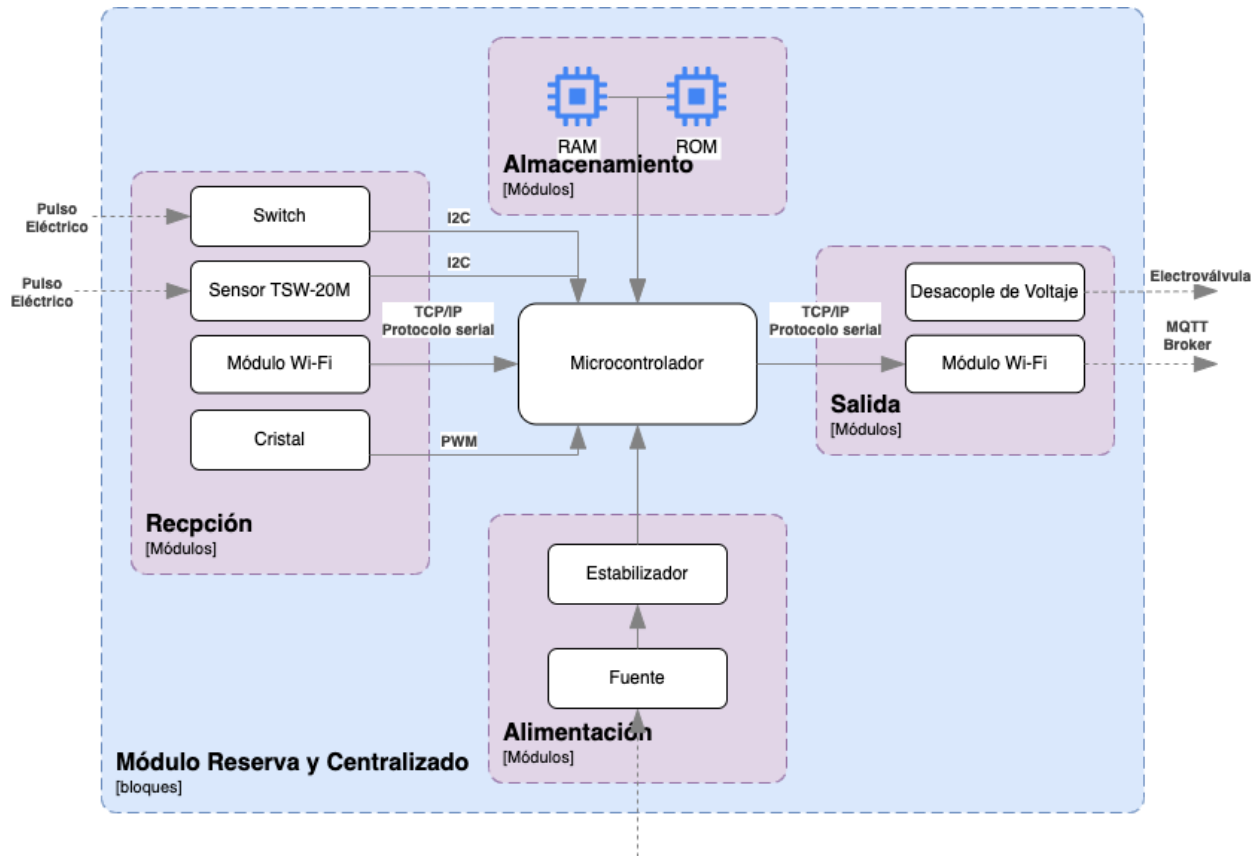 RAM
ROM
Almacenamiento
[Módulos]
Pulso
Eléctrico
Switch
I2C
Pulso
Eléctrico
Sensor TSW-20M
I2C
Módulo Wi-Fi
TCP/IP
Protocolo serial
Cristal
PWM
Recpción
[Módulos]
Microcontrolador
TCP/IP
Protocolo serial
Desacople de Voltaje
Electroválvula
Módulo Wi-Fi
MQTT
Broker
Salida
[Módulos]
Estabilizador
Fuente
Alimentación
[Módulos]
Módulo Reserva y Centralizado
[bloques]